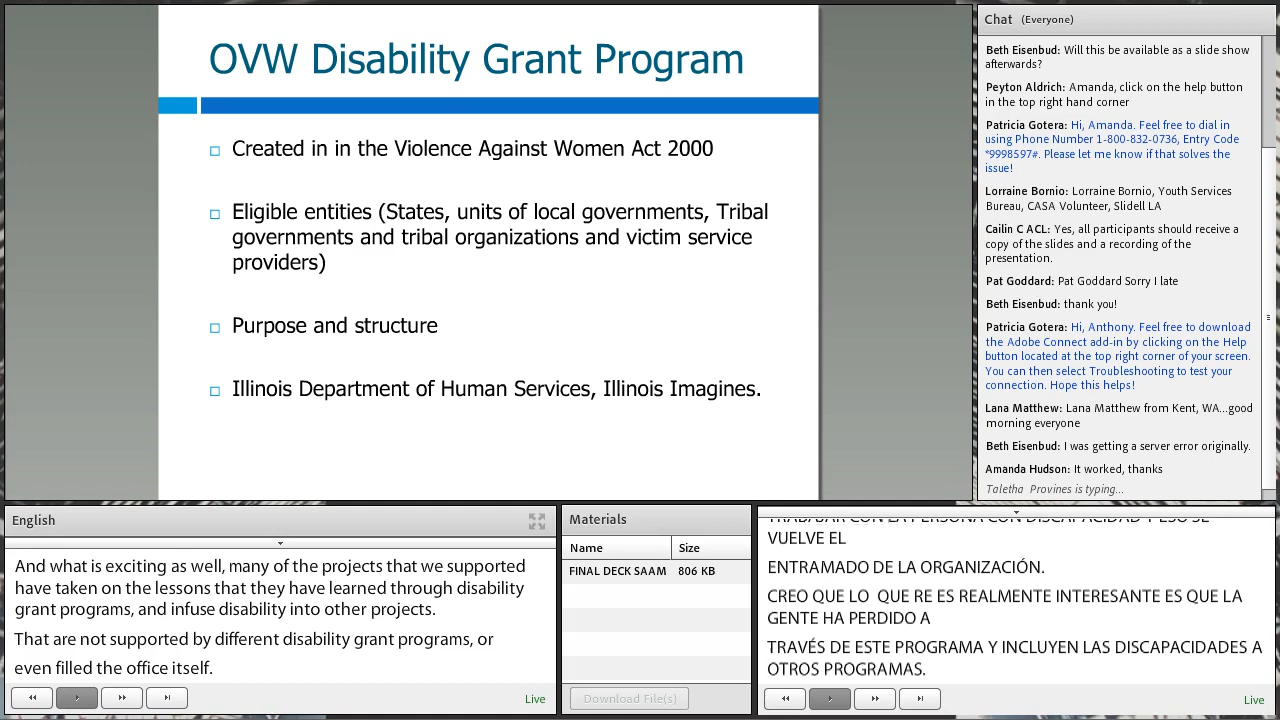 OVW Disability Grant Program
Created in in the Violence Against Women Act 2000
Eligible entities (States, units of local governments, Tribal
governments and tribal organizations and victim service
providers)
Purpose and structure
Illinois Department of Human Services, Illinois Imagines.
Chat (Everyone)
Beth Eisenbud: Will this be available as a slide show
afterwards?
Peyton Aldrich: Amanda, click on the help button
in the top right hand corner
Patricia Gotera: Hi, Amanda. Feel free to dial in
using Phone Number 1-800-832-0736, Entry Code
*9998597#. Please let me know if that solves the
issue!
Lorraine Bornio: Lorraine Bornio, Youth Services
Bureau, CASA Volunteer, Slidell LA
Cailin C ACL: Yes, all participants should receive a
copy of the slides and a recording of the
presentation.
Pat Goddard: Pat Goddard Sorry I late
Beth Eisenbud: thank you!
Patricia Gotera: Hi, Anthony. Feel free to download
the Adobe Connect add-in by clicking on the Help
button located at the top right corner of your screen.
You can then select Troubleshooting to test your
connection. Hope this helps!
Lana Matthew: Lana Matthew from Kent, WA...good
morning everyone
Beth Eisenbud: I was getting a server error originally.
Amanda Hudson: It worked, thanks
Taletha Provines is typing...
English
And what is exciting as well, many of the projects that we supported
have taken on the lessons that they have learned through disability
grant programs, and infuse disability into other projects.
That are not supported by different disability grant programs, or
even filled the office itself.
Live
Materials
Name Size
FINAL DECK SAAM 806 KB
Download File(s)
TRABAJAR CON LA PERSONA CON DISCAPACIDAD Y ESO SE
VUELVE EL
ENTRAMADO DE LA ORGANIZACIÓN.
CREO QUE LO QUE RE ES REALMENTE INTERESANTE ES QUE LA
GENTE HA PERDIDO A
TRAVÉS DE ESTE PROGRAMA Y INCLUYEN LAS DISCAPACIDADES A
OTROS PROGRAMAS.
Live